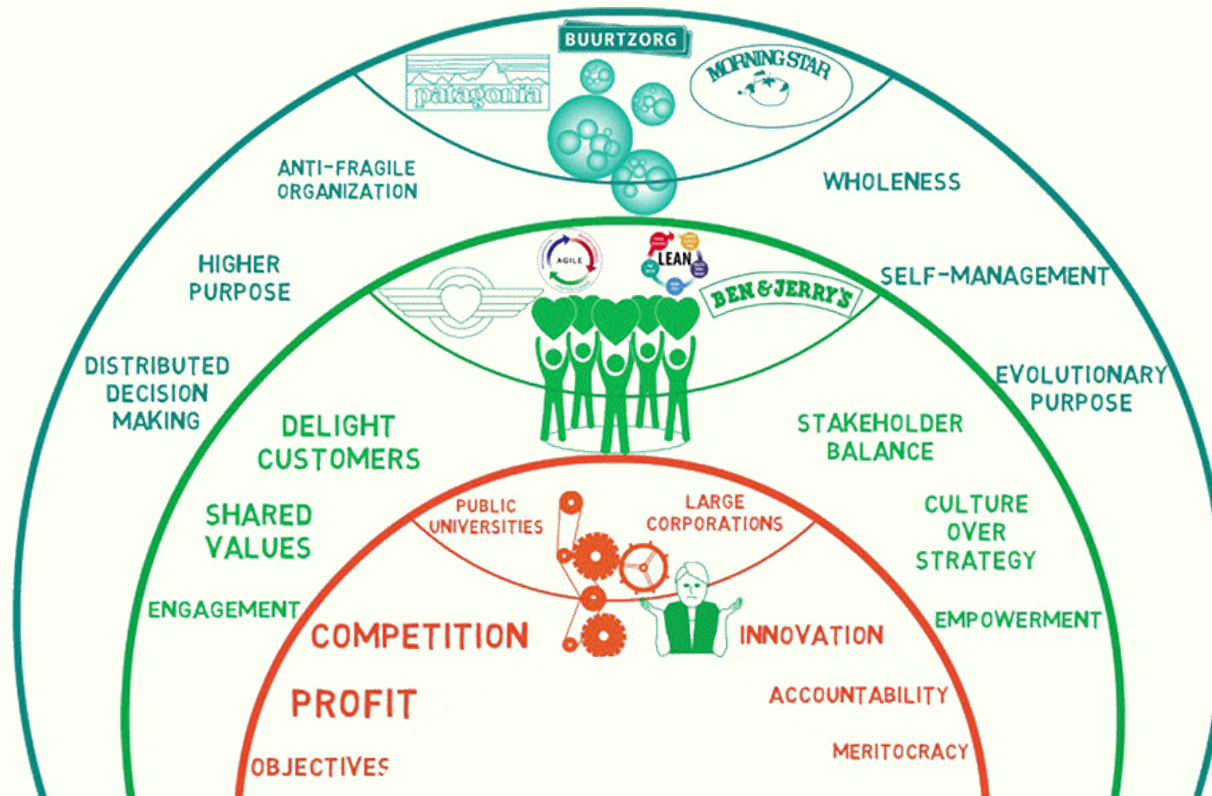 BUURTZORG
patagonia
MORNING STAR
ANTI-FRAGILE
ORGANIZATION
WHOLENESS
HIGHER
PURPOSE
SELF-MANAGEMENT
DISTRIBUTED
DECISION
MAKING
EVOLUTIONARY
PURPOSE
AGILE
LEAN
BEN & JERRY'S
DELIGHT
CUSTOMERS
STAKEHOLDER
BALANCE
SHARED
VALUES
CULTURE
OVER
STRATEGY
ENGAGEMENT
EMPOWERMENT
PUBLIC
UNIVERSITIES
LARGE
CORPORATIONS
COMPETITION
INNOVATION
PROFIT
ACCOUNTABILITY
OBJECTIVES
MERITOCRACY